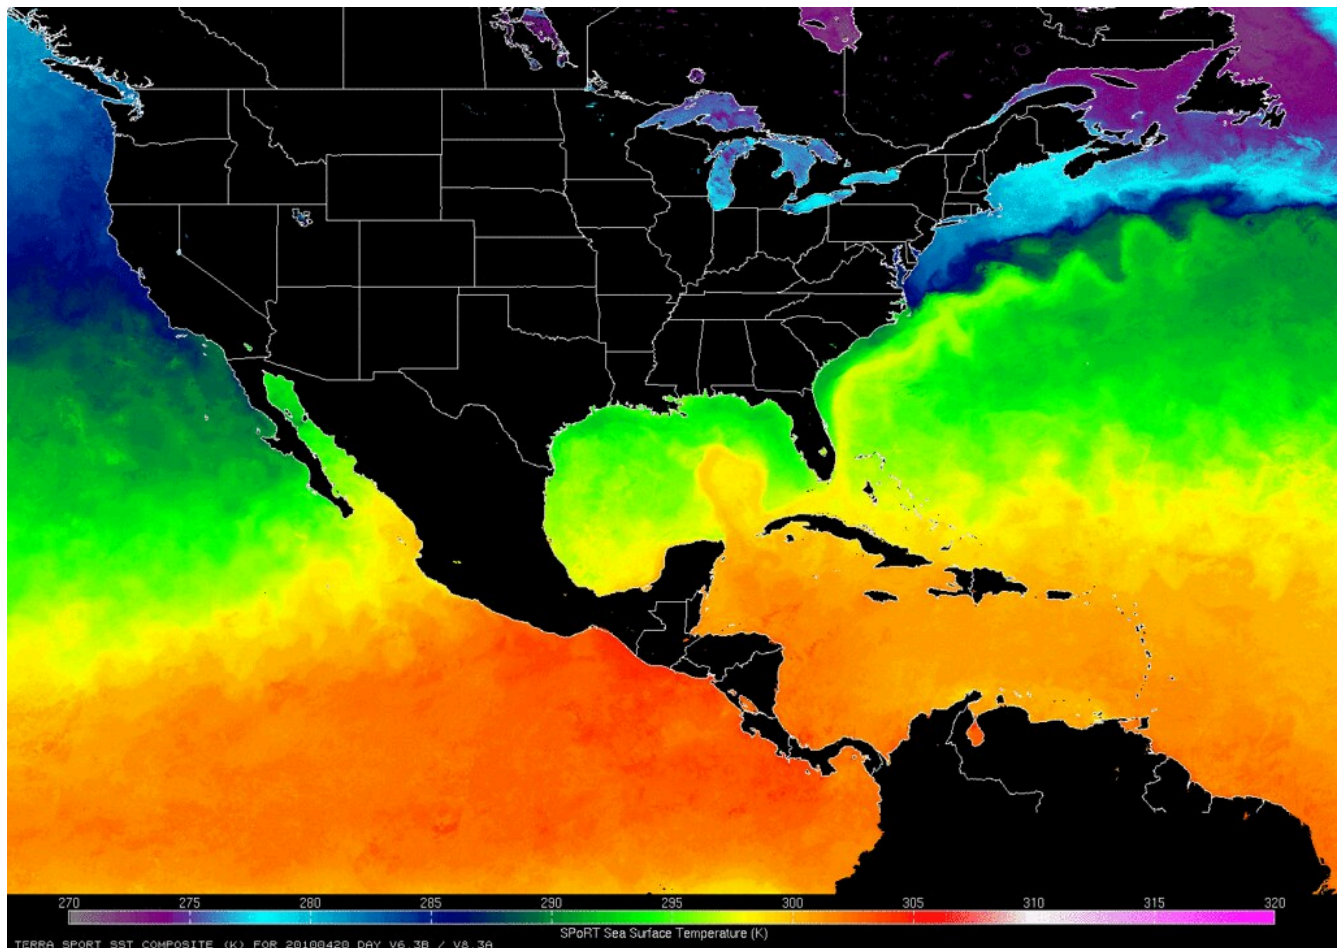 270 275 280 285 290 295 300 305 310 315 320
SPoRT Sea Surface Temperature (K)
TERRA SPORT SST COMPOSITE (K) FOR 20100420 DAY V6.3B / V8.3A